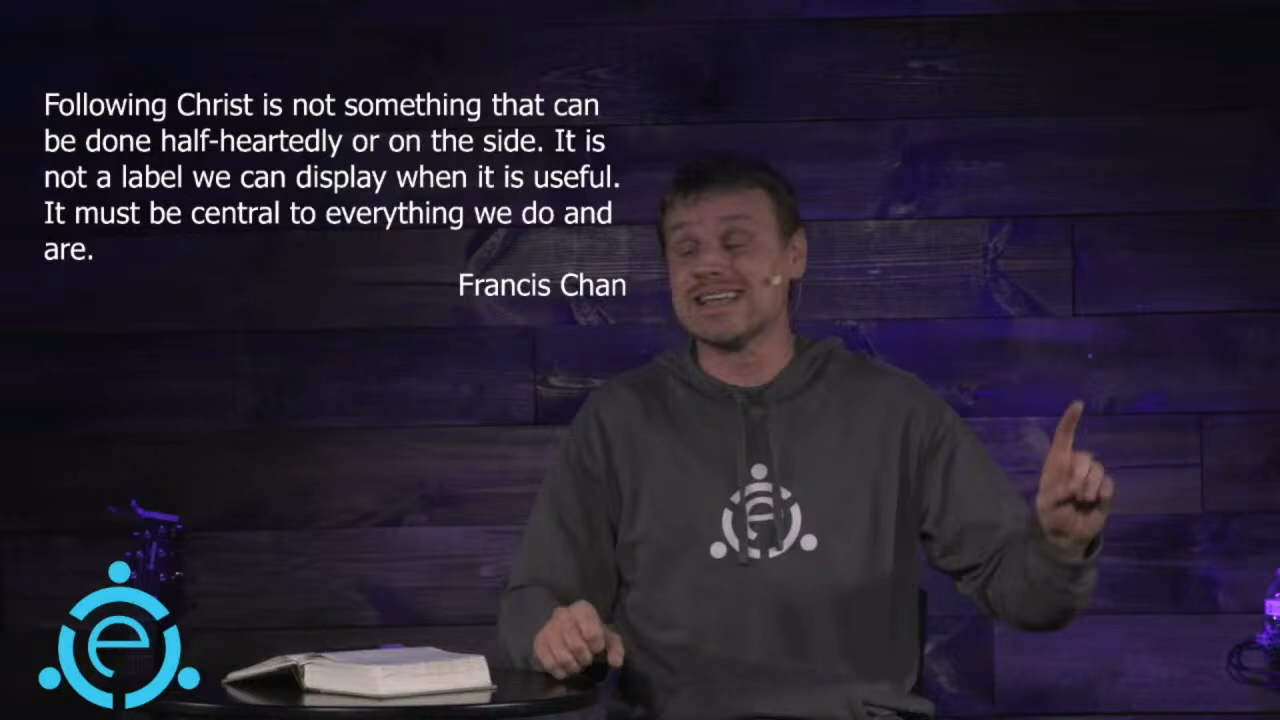 Following Christ is not something that can
be done half-heartedly or on the side. It is
not a label we can display when it is useful.
It must be central to everything we do and
are.
Francis Chan
e
e